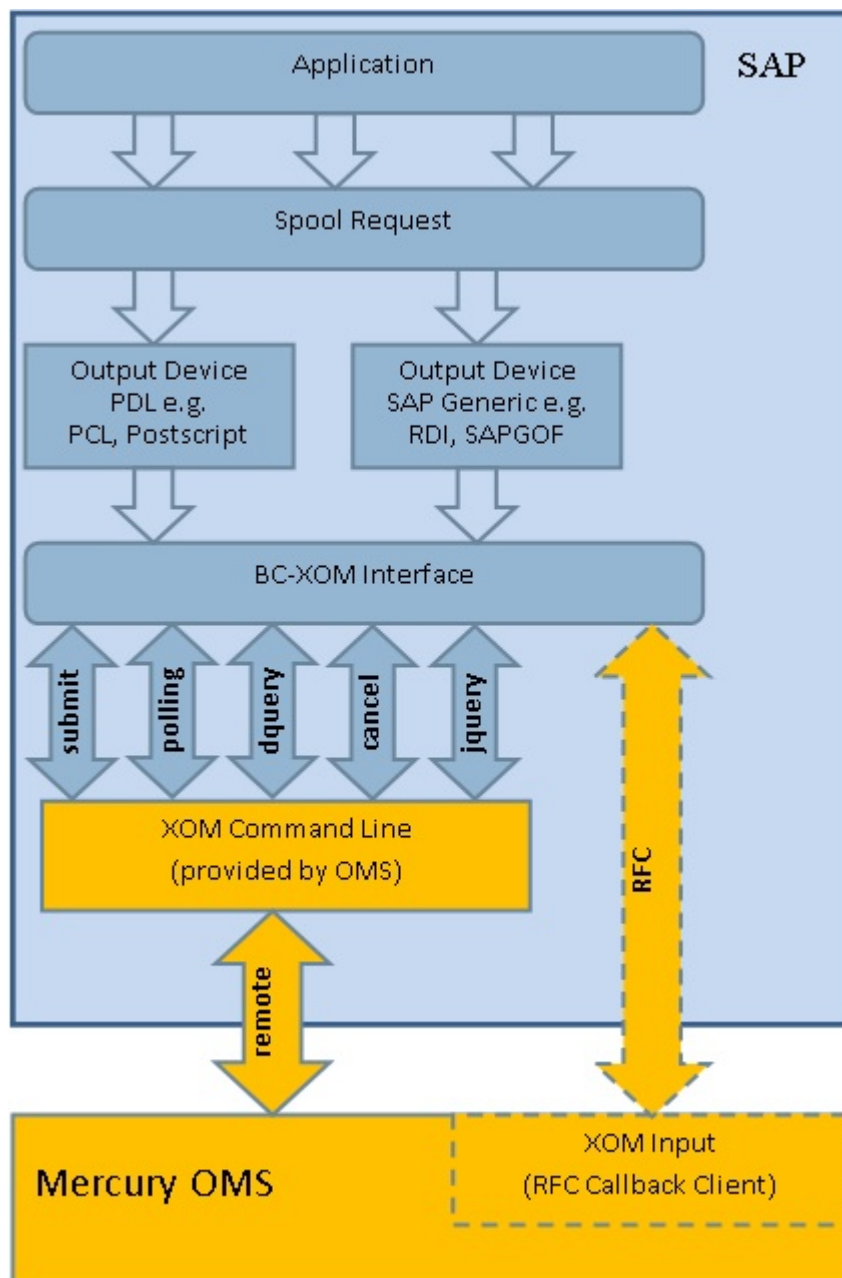 Application
SAP
Spool Request
Output Device
PDL e.g.
PCL, Postscript
Output Device
SAP Generic e.g.
RDI, SAPGOF
BC-XOM Interface
submit
polling
dquery
cancel
jquery
RFC
XOM Command Line
(provided by OMS)
remote
Mercury OMS
XOM Input
(RFC Callback Client)